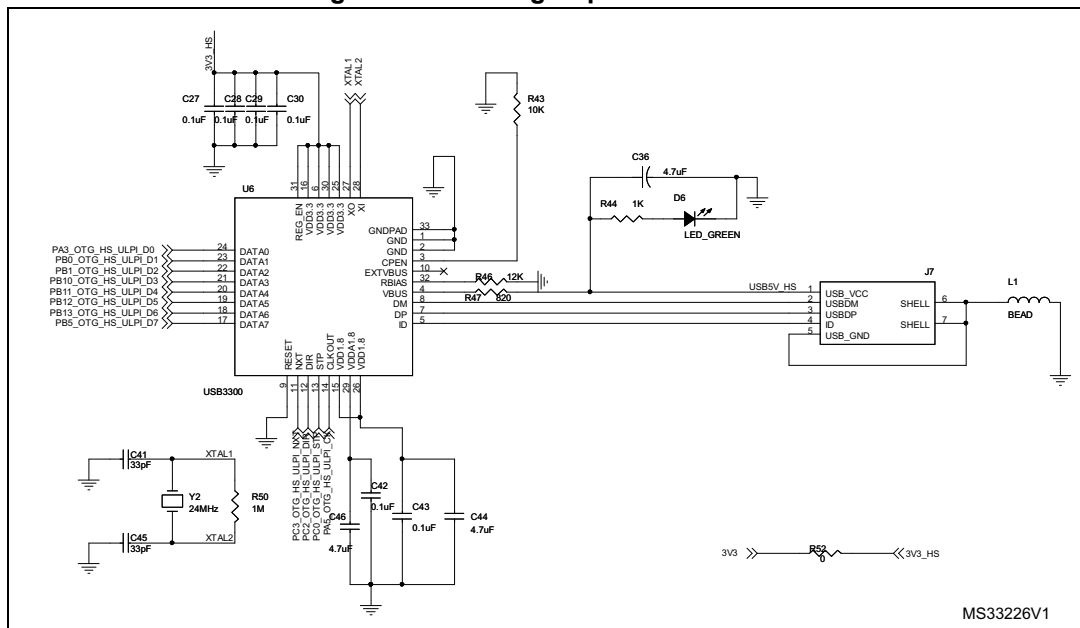 3V3_HS
XTAL1
XTAL2
C27
C28
C29
C30
0.1uF
0.1uF
0.1uF
0.1uF
R43
10K
C36
4.7uF
R44
1K
D6
LED_GREEN
U6
31
16
6
30
25
27
28
REG_EN
VDD3.3
VDD3.3
VDD3.3
VDD3.3
XO
XI
PA3_OTG_HS_ULPI_D0 24 DATA0
PB0_OTG_HS_ULPI_D1 23 DATA1
PB1_OTG_HS_ULPI_D2 22 DATA2
PB10_OTG_HS_ULPI_D3 21 DATA3
PB11_OTG_HS_ULPI_D4 20 DATA4
PB12_OTG_HS_ULPI_D5 19 DATA5
PB13_OTG_HS_ULPI_D6 18 DATA6
PB5_OTG_HS_ULPI_D7 17 DATA7
GNDPAD 33
GND 1
GND 2
CPEN 3
EXTVBUS 10
RBIAS 32
VBUS 4
DM 8
DP 7
ID 5
R46 12K
R47 820
USB5V_HS
J7
1 USB_VCC
2 USBDM
3 USBDP
4 ID
5 USB_GND
SHELL 6
SHELL 7
L1
BEAD
RESET
NXT
DIR
STP
CLKOUT
VDD1.8
VDDA1.8
VDD1.8
9
11
12
13
14
15
29
26
USB3300
PC3_OTG_HS_ULPI_NXT
PC2_OTG_HS_ULPI_DIR
PC0_OTG_HS_ULPI_STP
C41
33pF
XTAL1
Y2
24MHz
R50
1M
C45
33pF
XTAL2
C46
4.7uF
C42
0.1uF
C43
0.1uF
C44
4.7uF
3V3
R52
0
3V3_HS
MS33226V1